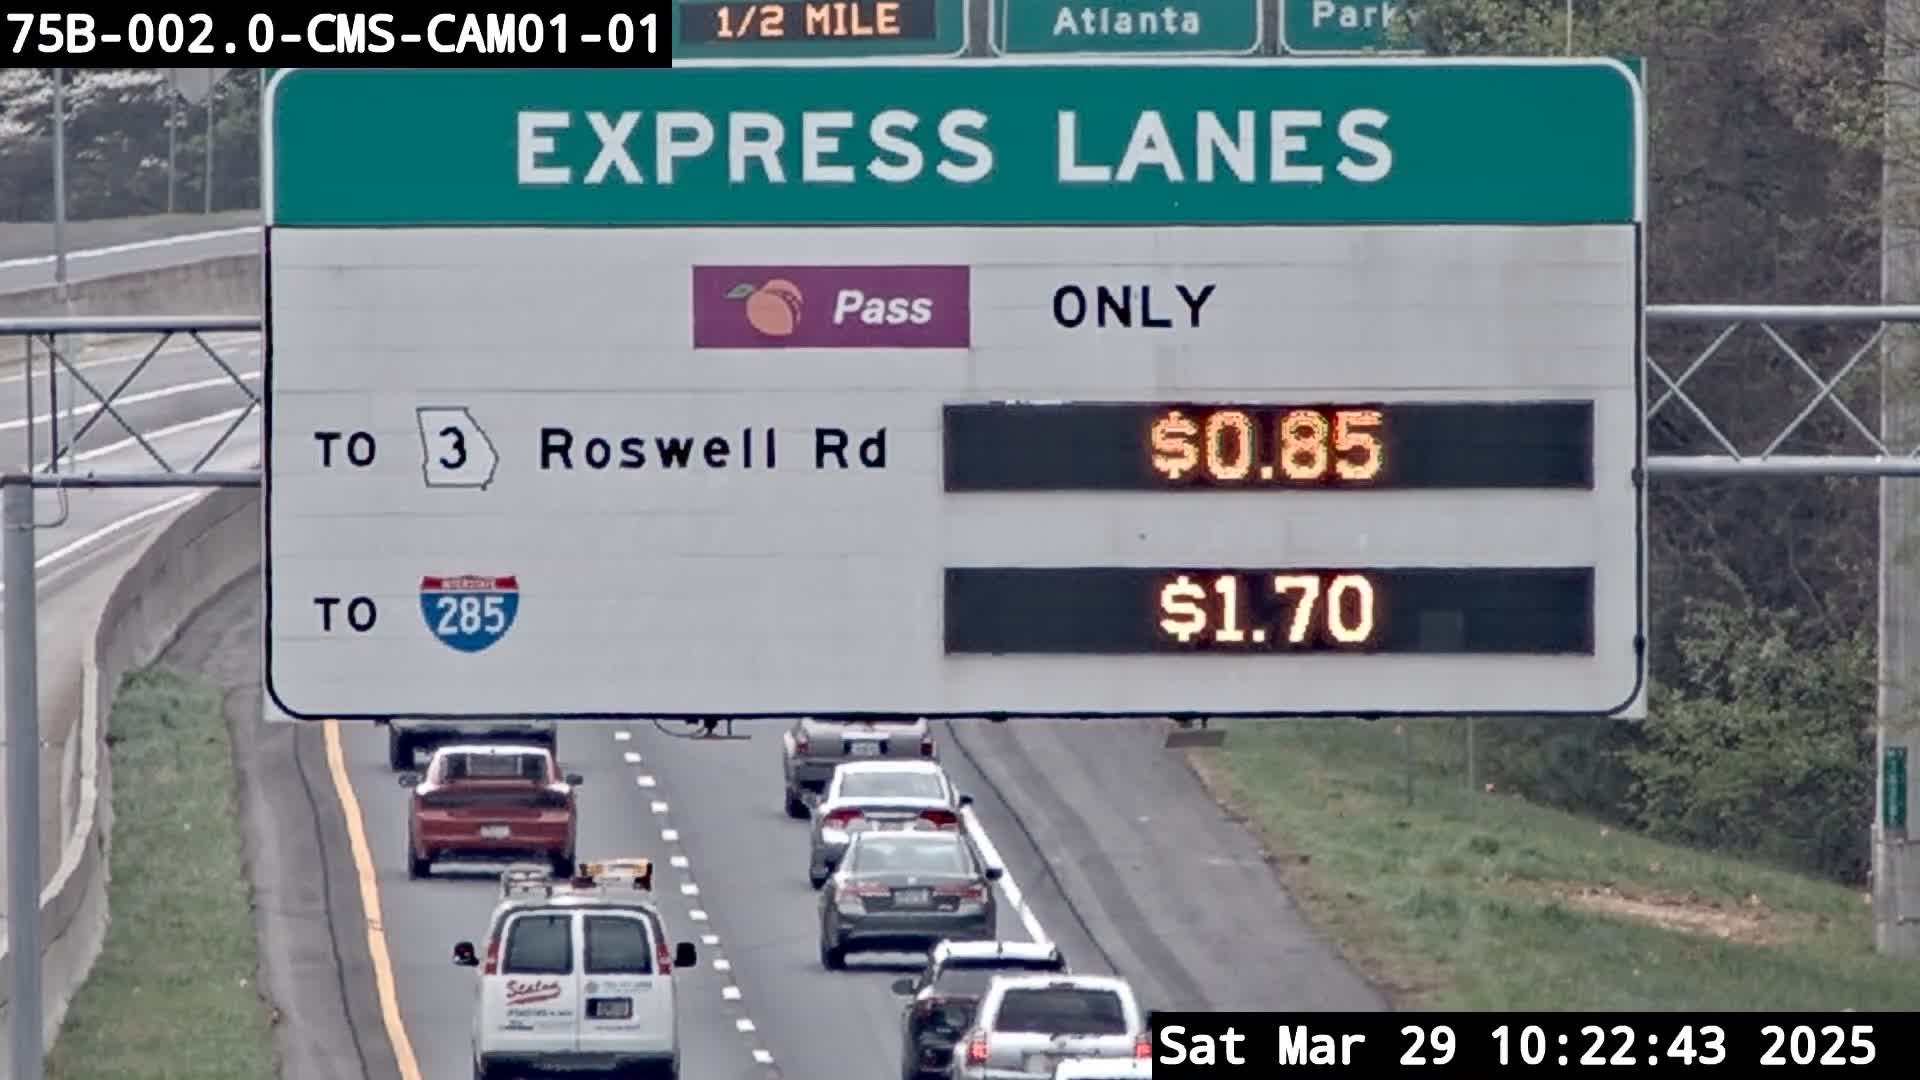 75B-002.0-CMS-CAM01-01
1/2 MILE
Atlanta
EXPRESS LANES
Pass ONLY
TO 3 Roswell Rd $0.85
TO INTERSTATE 285 $1.70
Sat Mar 29 10:22:43 2025